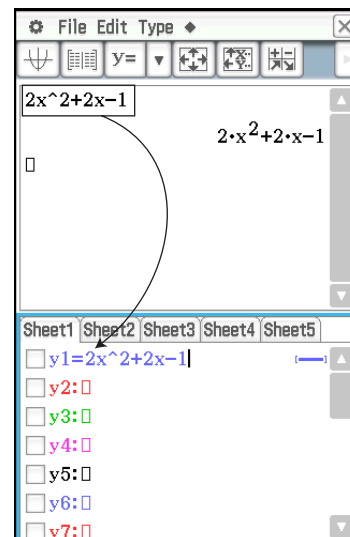 File Edit Type ◆
y=
2x^2+2x-1
2·x²+2·x-1
Sheet1 Sheet2 Sheet3 Sheet4 Sheet5
y1=2x^2+2x-1
y2:▯
y3:▯
y4:▯
y5:▯
y6:▯
y7:▯